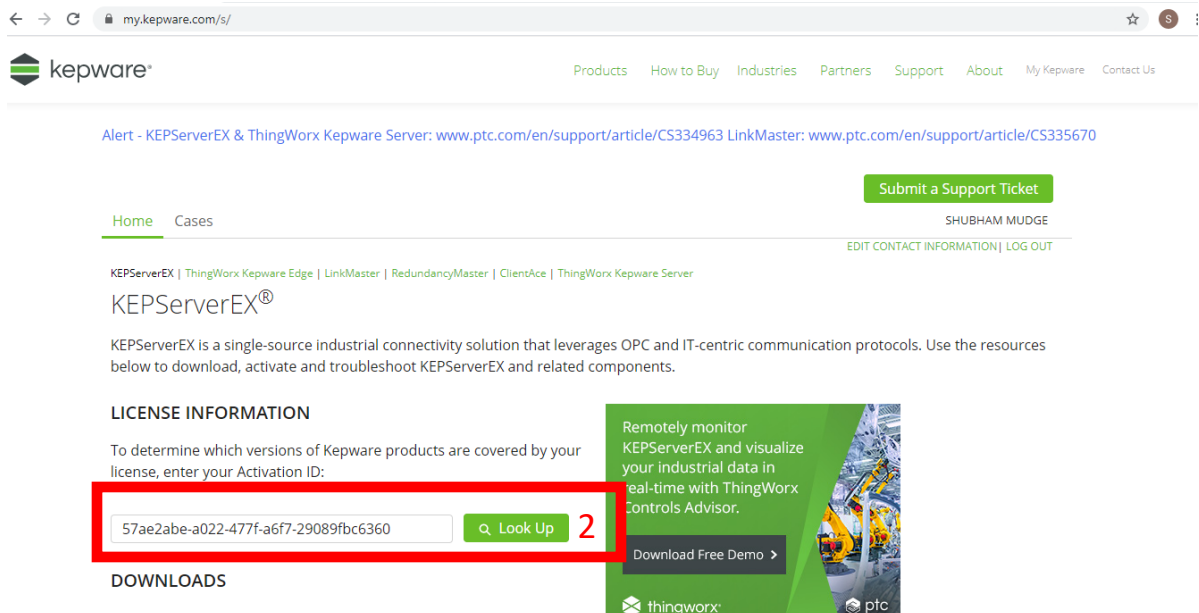 my.kepware.com/s/
S
kepware®
Products How to Buy Industries Partners Support About My Kepware Contact Us
Alert - KEPServerEX & ThingWorx Kepware Server: www.ptc.com/en/support/article/CS334963 LinkMaster: www.ptc.com/en/support/article/CS335670
Submit a Support Ticket
Home Cases
SHUBHAM MUDGE
EDIT CONTACT INFORMATION| LOG OUT
KEPServerEX | ThingWorx Kepware Edge | LinkMaster | RedundancyMaster | ClientAce | ThingWorx Kepware Server
KEPServerEX®
KEPServerEX is a single-source industrial connectivity solution that leverages OPC and IT-centric communication protocols. Use the resources
below to download, activate and troubleshoot KEPServerEX and related components.
LICENSE INFORMATION
To determine which versions of Kepware products are covered by your
license, enter your Activation ID:
57ae2abe-a022-477f-a6f7-29089fbc6360
Look Up
2
DOWNLOADS
Remotely monitor
KEPServerEX and visualize
your industrial data in
real-time with ThingWorx
Controls Advisor.
Download Free Demo >
thingworx®
ptc